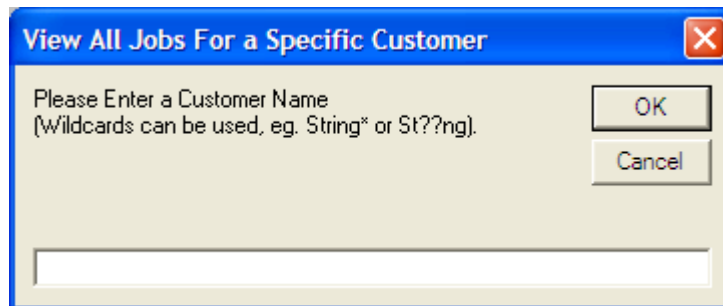 View All Jobs For a Specific Customer
Please Enter a Customer Name
(Wildcards can be used, eg. String* or St??ng).
OK
Cancel